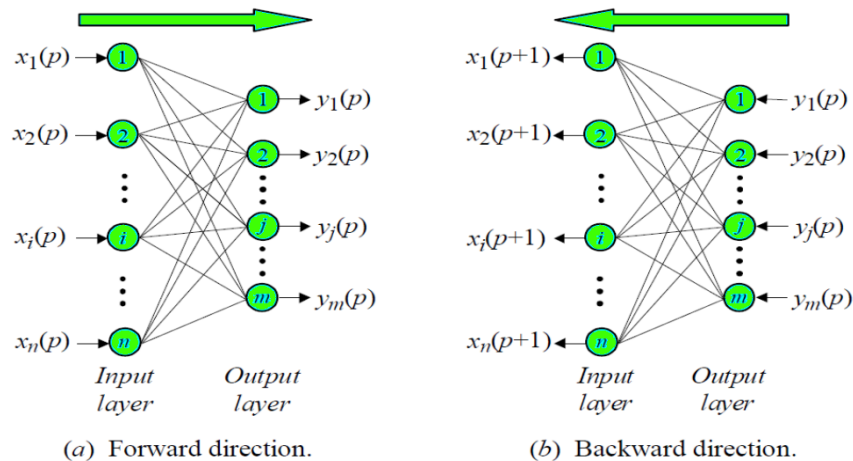 x₁(p)
1
1
y₁(p)
x₂(p)
2
2
y₂(p)
xᵢ(p)
i
j
yⱼ(p)
m
yₘ(p)
xₙ(p)
n
Input layer
Output layer
(a) Forward direction.
x₁(p+1)
1
1
y₁(p)
x₂(p+1)
2
2
y₂(p)
xᵢ(p+1)
i
j
yⱼ(p)
m
yₘ(p)
xₙ(p+1)
n
Input layer
Output layer
(b) Backward direction.